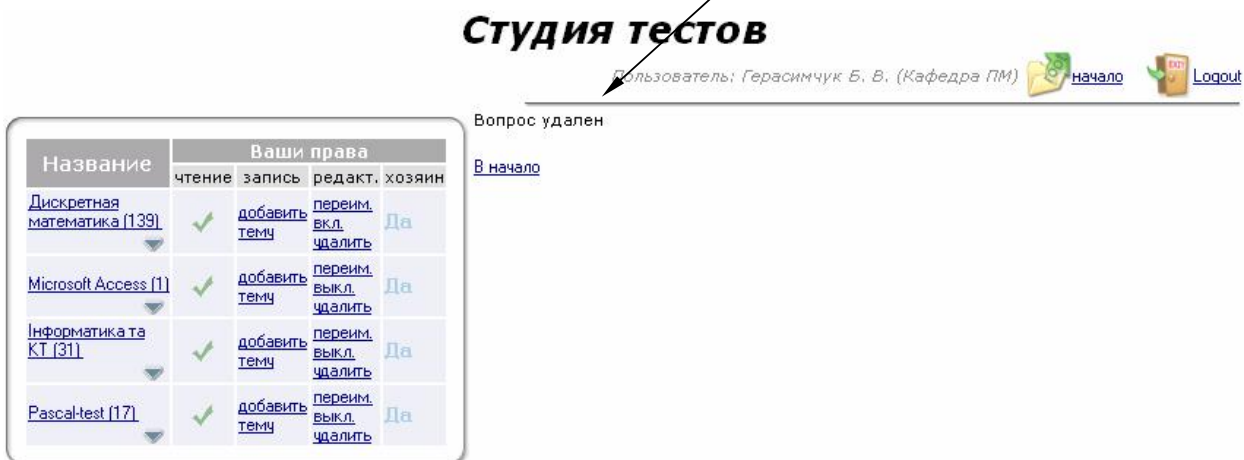 Студия тестов
Пользователь: Герасимчук Б. В. (Кафедра ПМ)
начало
EXIT
Logout
Вопрос удален
В начало
Название
Ваши права
чтение запись редакт. хозяин
Дискретная
математика (139)
добавить
тему
переим.
вкл.
удалить
Да
Microsoft Access (1)
добавить
тему
переим.
выкл.
удалить
Да
Інформатика та
КТ (31)
добавить
тему
переим.
выкл.
удалить
Да
Pascal-test (17)
добавить
тему
переим.
выкл.
удалить
Да